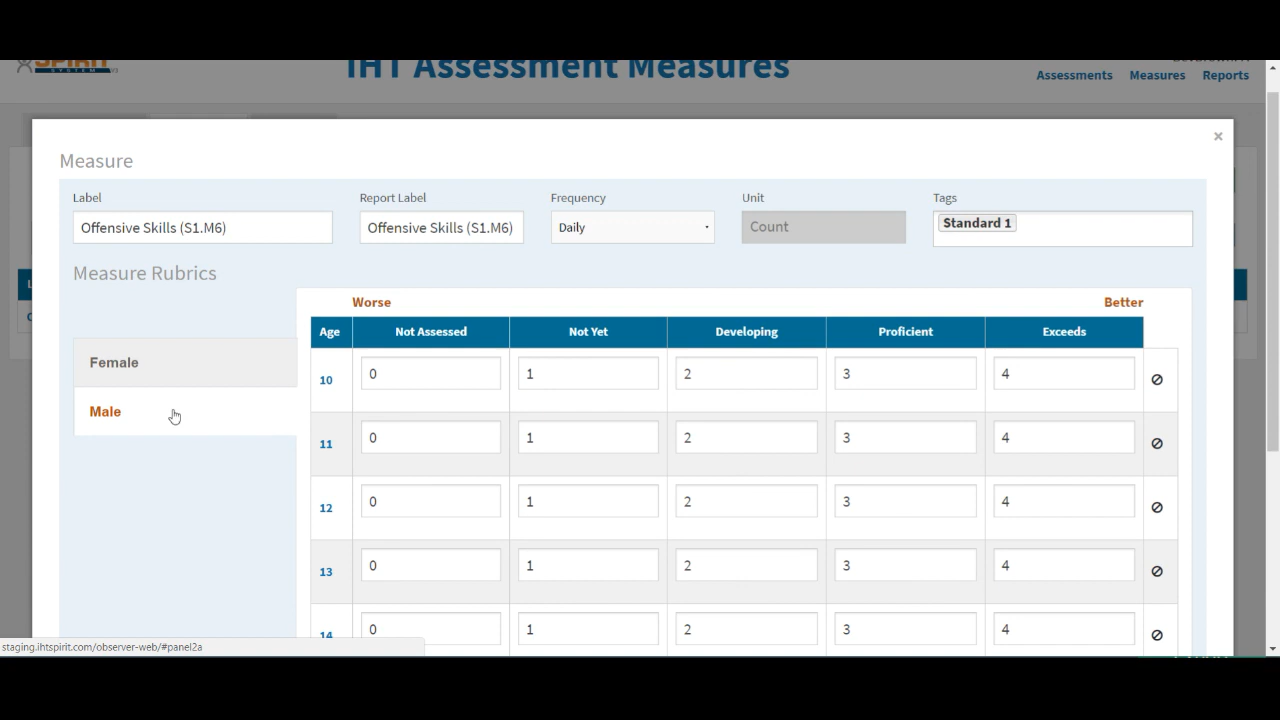 SPIRIT
SYSTEM
IHT Assessment Measures
Assessments Measures Reports
×
Measure
Label
Report Label
Frequency
Unit
Tags
Offensive Skills (S1.M6)
Offensive Skills (S1.M6)
Daily
Count
Standard 1
Measure Rubrics
Worse
Better
Age Not Assessed Not Yet Developing Proficient Exceeds
Female
Male
10 0 1 2 3 4
11 0 1 2 3 4
12 0 1 2 3 4
13 0 1 2 3 4
14 0 1 2 3 4
staging.ihtspirit.com/observer-web/#panel2a